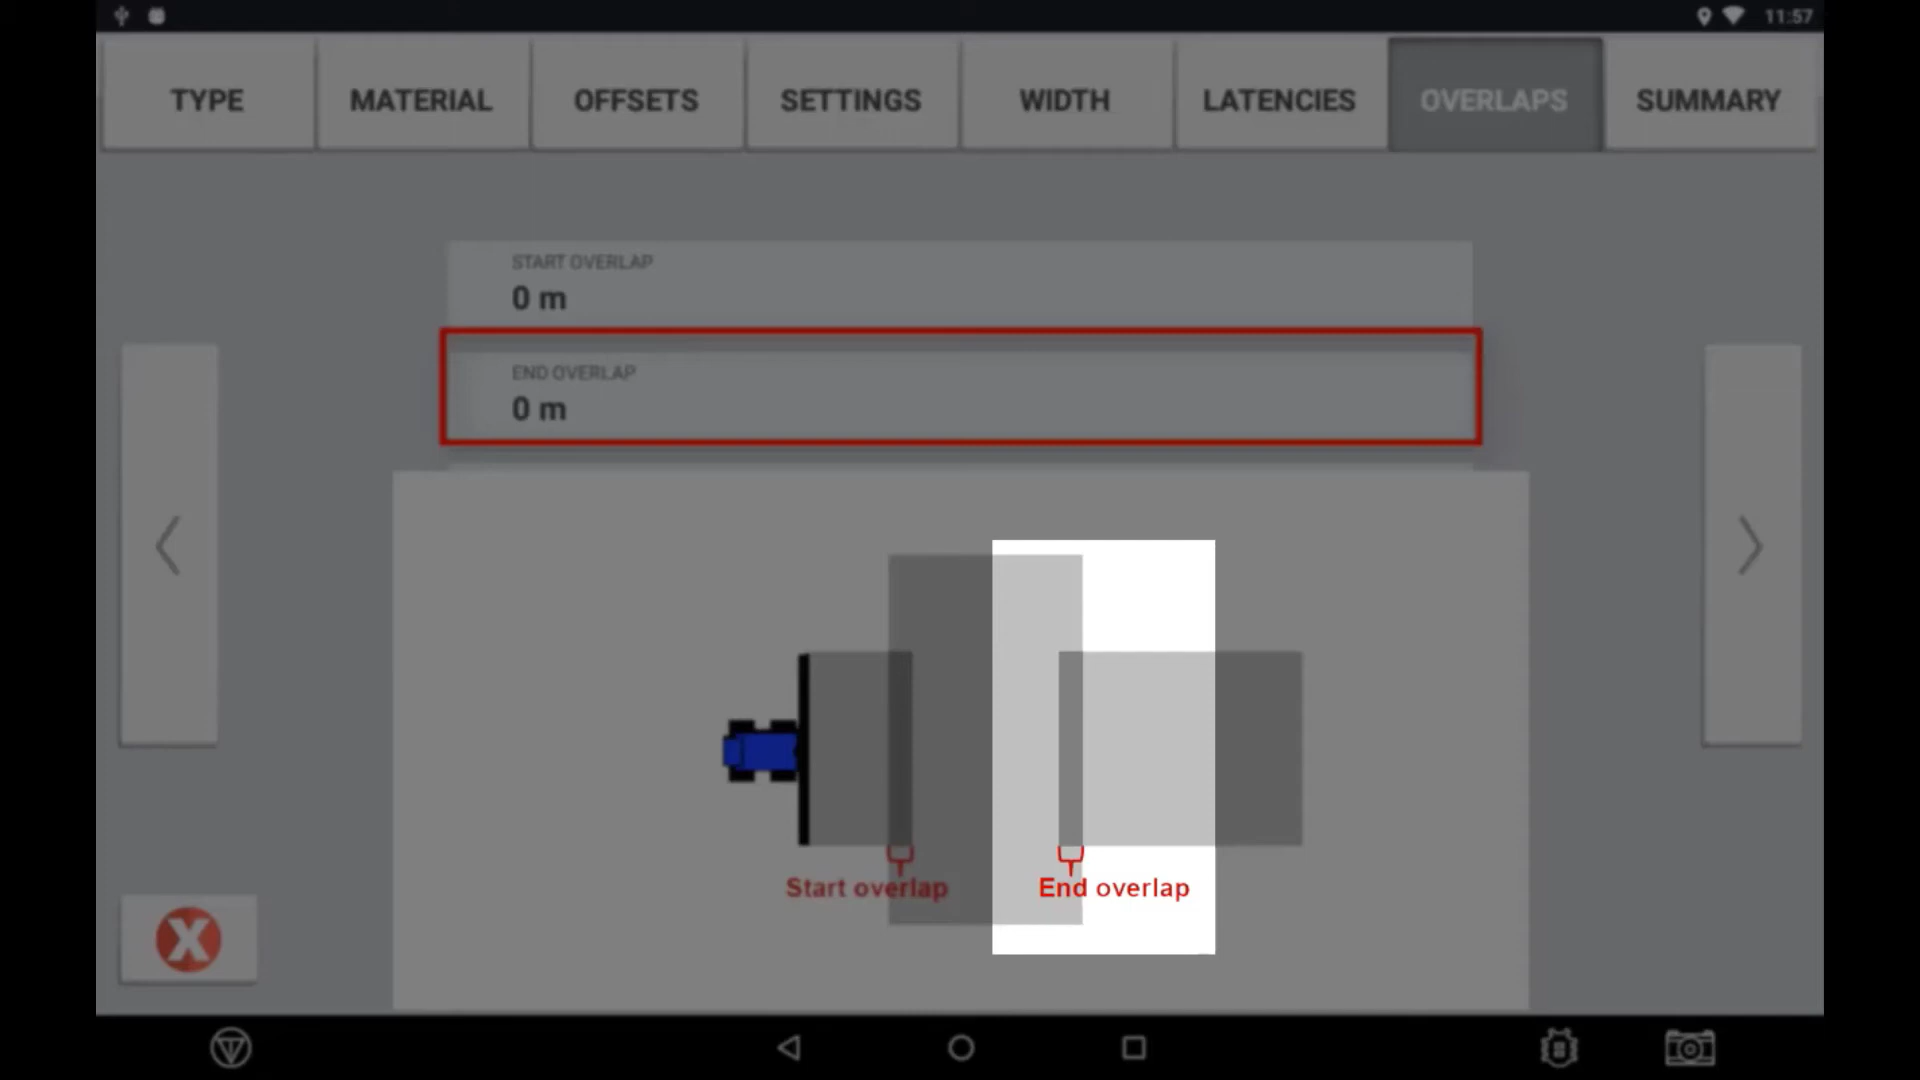 11:57
TYPE MATERIAL OFFSETS SETTINGS WIDTH LATENCIES OVERLAPS SUMMARY
START OVERLAP
0 m
END OVERLAP
0 m
Start overlap End overlap
X